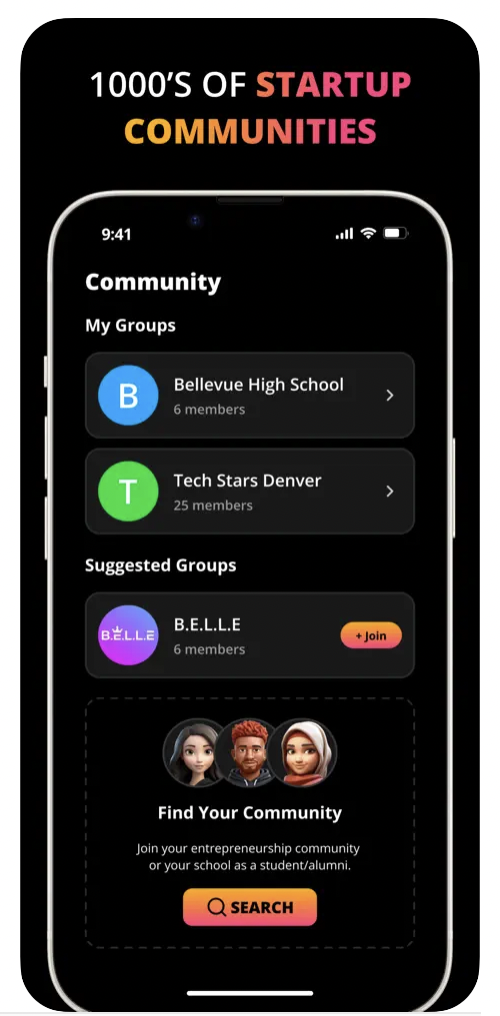 1000'S OF STARTUP
COMMUNITIES
9:41
Community
My Groups
B
Bellevue High School
6 members
T
Tech Stars Denver
25 members
Suggested Groups
B.E.L.L.E
B.E.L.L.E
6 members
+ Join
Find Your Community
Join your entrepreneurship community
or your school as a student/alumni.
SEARCH